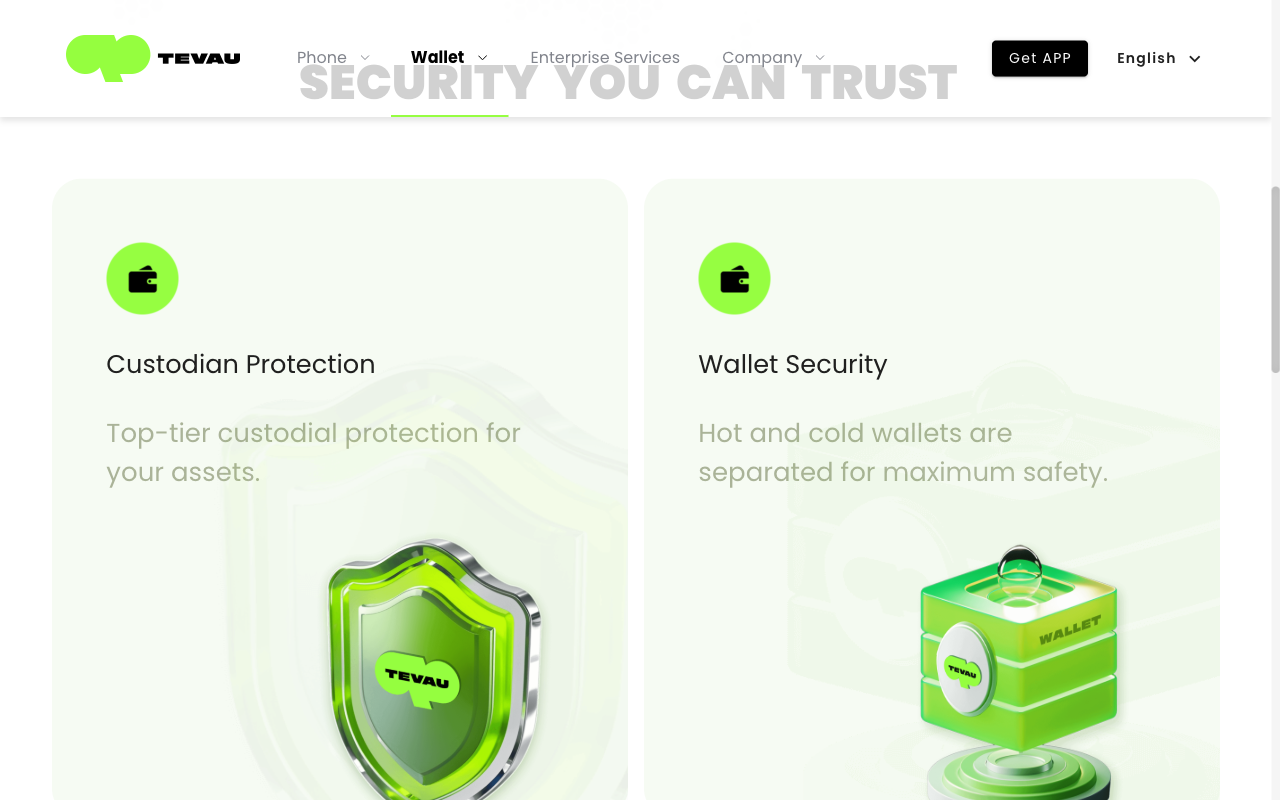 TEVAU
Phone
Wallet
Enterprise Services
Company
Get APP
English
SECURITY YOU CAN TRUST
Custodian Protection
Top-tier custodial protection for
your assets.
TEVAU
Wallet Security
Hot and cold wallets are
separated for maximum safety.
WALLET
TEVAU